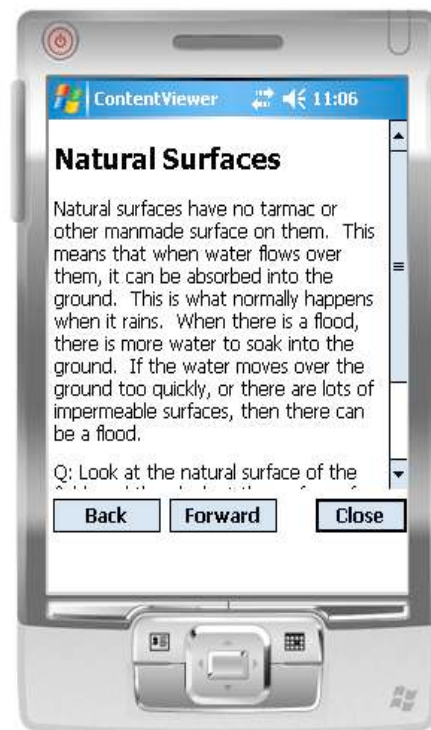 ContentViewer 11:06
Natural Surfaces
Natural surfaces have no tarmac or
other manmade surface on them. This
means that when water flows over
them, it can be absorbed into the
ground. This is what normally happens
when it rains. When there is a flood,
there is more water to soak into the
ground. If the water moves over the
ground too quickly, or there are lots of
impermeable surfaces, then there can
be a flood.
Q: Look at the natural surface of the
Back Forward Close